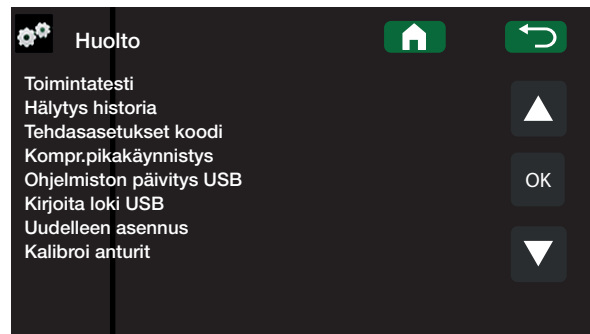 Huolto
Toimintatesti
Hälytys historia
Tehdasasetukset koodi
Kompr.pikakäynnistys
Ohjelmiston päivitys USB
OK
Kirjoita loki USB
Uudelleen asennus
Kalibroi anturit